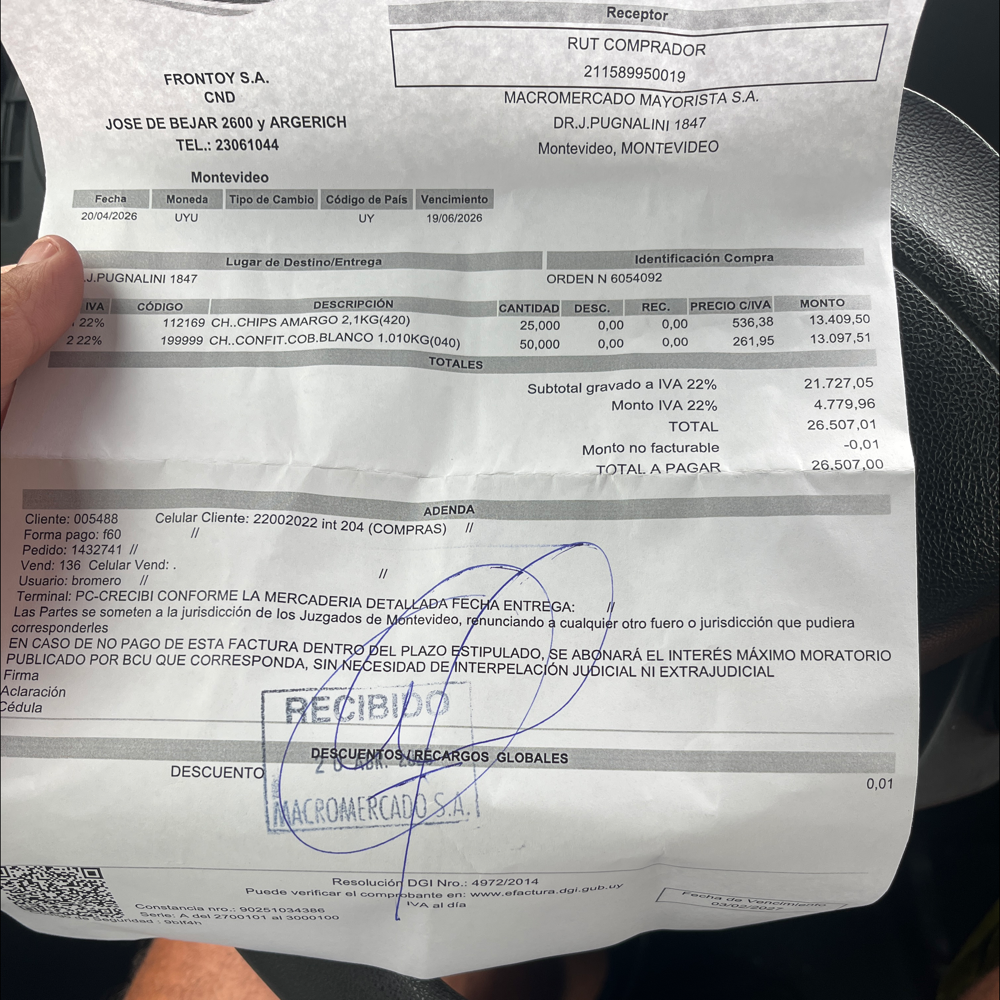 Receptor
RUT COMPRADOR
211589950019
FRONTOY S.A.
CND
JOSE DE BEJAR 2600 y ARGERICH
TEL.: 23061044
MACROMERCADO MAYORISTA S.A.
DR.J.PUGNALINI 1847
Montevideo, MONTEVIDEO
Montevideo
Fecha Moneda Tipo de Cambio Código de País Vencimiento
20/04/2026 UYU UY 19/06/2026
Lugar de Destino/Entrega Identificación Compra
.J.PUGNALINI 1847 ORDEN N 6054092
IVA CÓDIGO DESCRIPCIÓN CANTIDAD DESC. REC. PRECIO C/IVA MONTO
22% 112169 CH..CHIPS AMARGO 2,1KG(420) 25,000 0,00 0,00 536,38 13.409,50
2 22% 199999 CH..CONFIT.COB.BLANCO 1.010KG(040) 50,000 0,00 0,00 261,95 13.097,51
TOTALES
Subtotal gravado a IVA 22% 21.727,05
Monto IVA 22% 4.779,96
TOTAL 26.507,01
Monto no facturable -0,01
TOTAL A PAGAR 26.507,00
ADENDA
Cliente: 005488 Celular Cliente: 22002022 int 204 (COMPRAS) //
Forma pago: f60 //
Pedido: 1432741 //
Vend: 136 Celular Vend: .
Usuario: bromero // //
Terminal: PC-CRECIBI CONFORME LA MERCADERIA DETALLADA FECHA ENTREGA: //
Las Partes se someten a la jurisdicción de los Juzgados de Montevideo, renunciando a cualquier otro fuero o jurisdicción que pudiera
corresponderles
EN CASO DE NO PAGO DE ESTA FACTURA DENTRO DEL PLAZO ESTIPULADO, SE ABONARÁ EL INTERÉS MÁXIMO MORATORIO
PUBLICADO POR BCU QUE CORRESPONDA, SIN NECESIDAD DE INTERPELACIÓN JUDICIAL NI EXTRAJUDICIAL
Firma
Aclaración
Cédula
RECIBIDO
DESCUENTOS / RECARGOS GLOBALES
DESCUENTO 0,01
MACROMERCADO S.A.
Resolución DGI Nro.: 4972/2014
Puede verificar el comprobante en: www.efactura.dgi.gub.uy
IVA al día
Constancia nro.: 90251034386
Serie: A del 2700101 al 3000100
Fecha de Vencimiento
03/02/2027